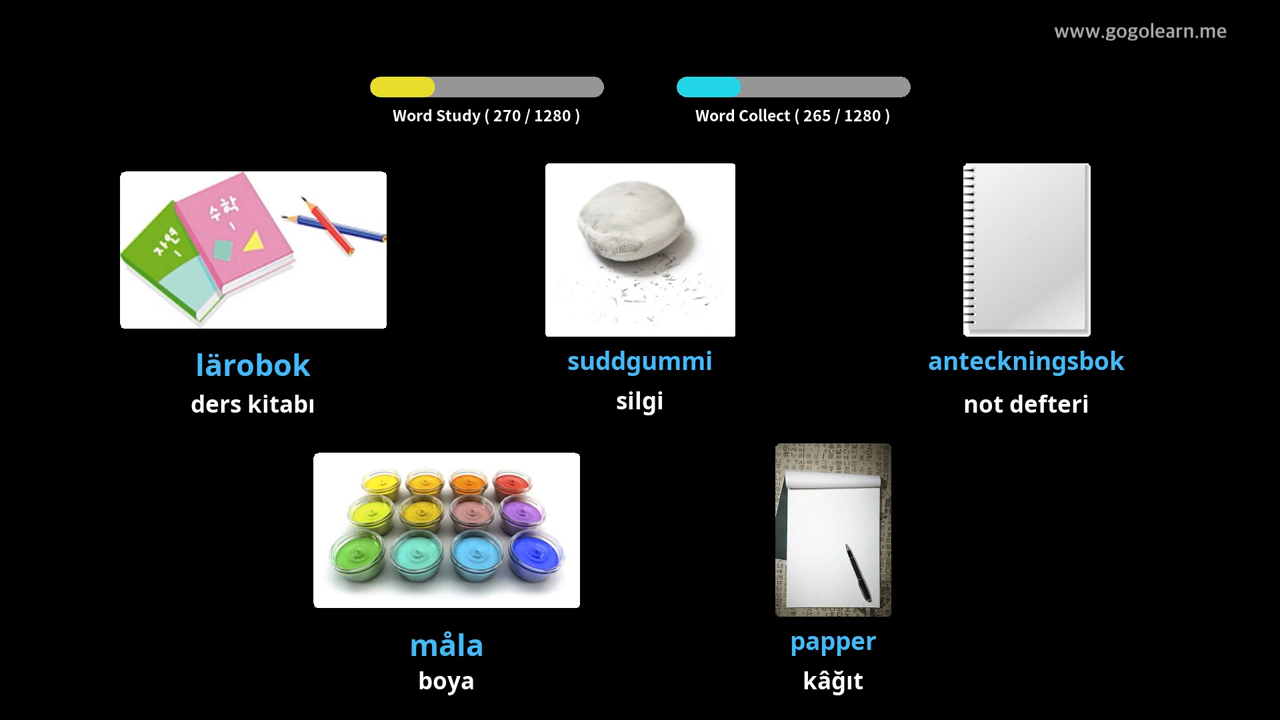 www.gogolearn.me
Word Study ( 270 / 1280 )
Word Collect ( 265 / 1280 )
자연
수학
lärobok
ders kitabı
suddgummi
silgi
anteckningsbok
not defteri
måla
boya
papper
kâğıt